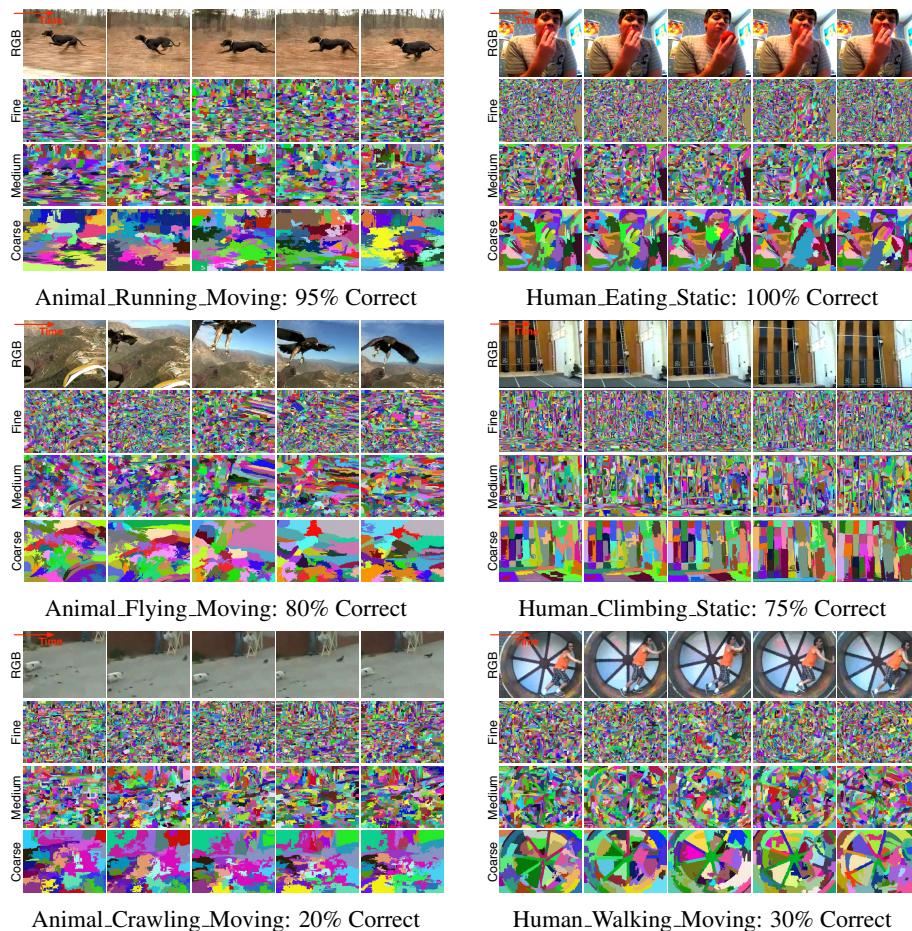 Time
RGB
Fine
Medium
Coarse
Animal_Running_Moving: 95% Correct
Time
RGB
Fine
Medium
Coarse
Human_Eating_Static: 100% Correct
Time
RGB
Fine
Medium
Coarse
Animal_Flying_Moving: 80% Correct
Time
RGB
Fine
Medium
Coarse
Human_Climbing_Static: 75% Correct
Time
RGB
Fine
Medium
Coarse
Animal_Crawling_Moving: 20% Correct
Time
RGB
Fine
Medium
Coarse
Human_Walking_Moving: 30% Correct